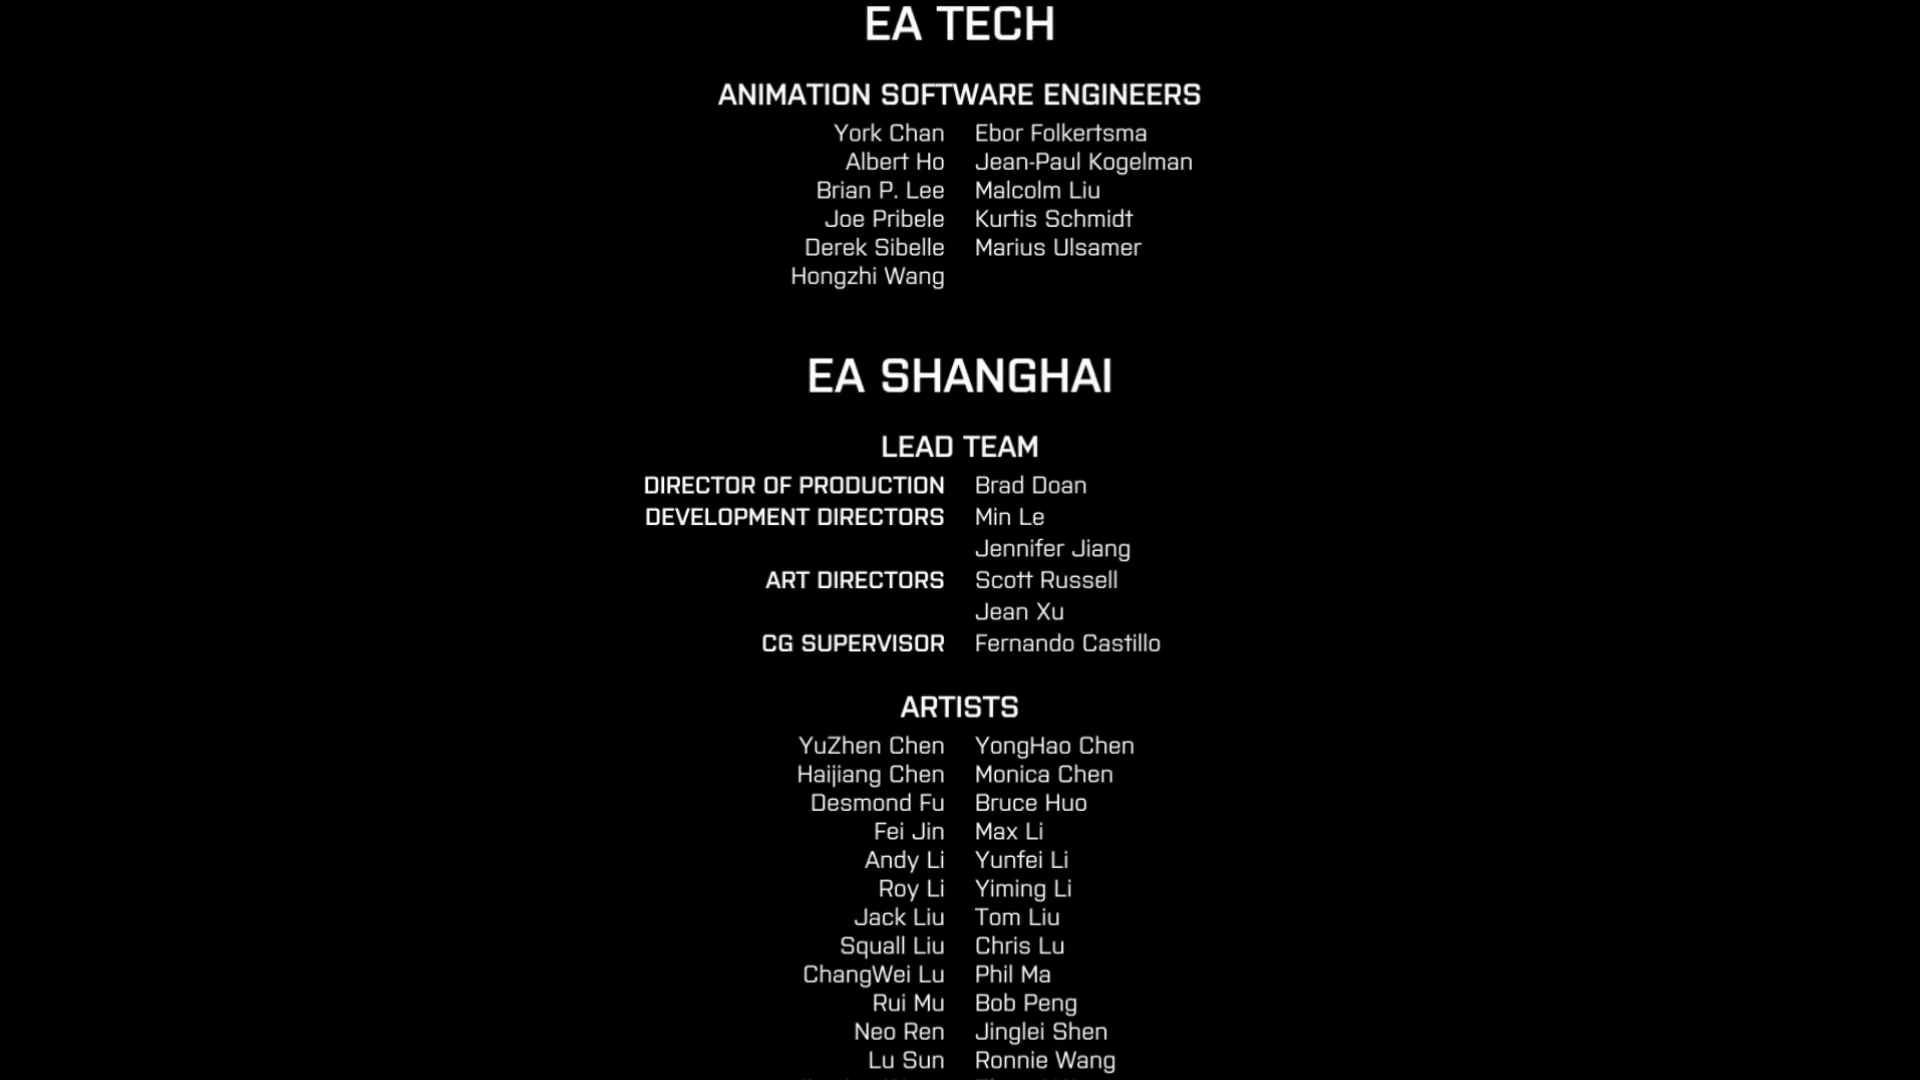 EA TECH
ANIMATION SOFTWARE ENGINEERS
York Chan Ebor Folkertsma
Albert Ho Jean-Paul Kogelman
Brian P. Lee Malcolm Liu
Joe Pribele Kurtis Schmidt
Derek Sibelle Marius Ulsamer
Hongzhi Wang
EA SHANGHAI
LEAD TEAM
DIRECTOR OF PRODUCTION Brad Doan
DEVELOPMENT DIRECTORS Min Le
Jennifer Jiang
ART DIRECTORS Scott Russell
Jean Xu
CG SUPERVISOR Fernando Castillo
ARTISTS
YuZhen Chen YongHao Chen
Haijiang Chen Monica Chen
Desmond Fu Bruce Huo
Fei Jin Max Li
Andy Li Yunfei Li
Roy Li Yiming Li
Jack Liu Tom Liu
Squall Liu Chris Lu
ChangWei Lu Phil Ma
Rui Mu Bob Peng
Neo Ren Jinglei Shen
Lu Sun Ronnie Wang